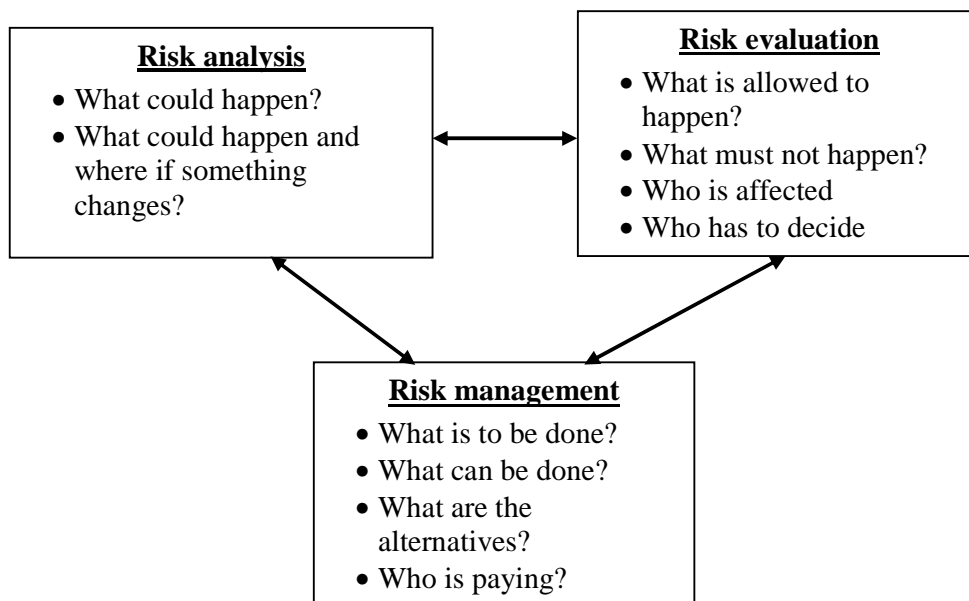 Risk analysis
• What could happen?
• What could happen and
where if something
changes?
Risk evaluation
• What is allowed to
happen?
• What must not happen?
• Who is affected
• Who has to decide
Risk management
• What is to be done?
• What can be done?
• What are the
alternatives?
• Who is paying?